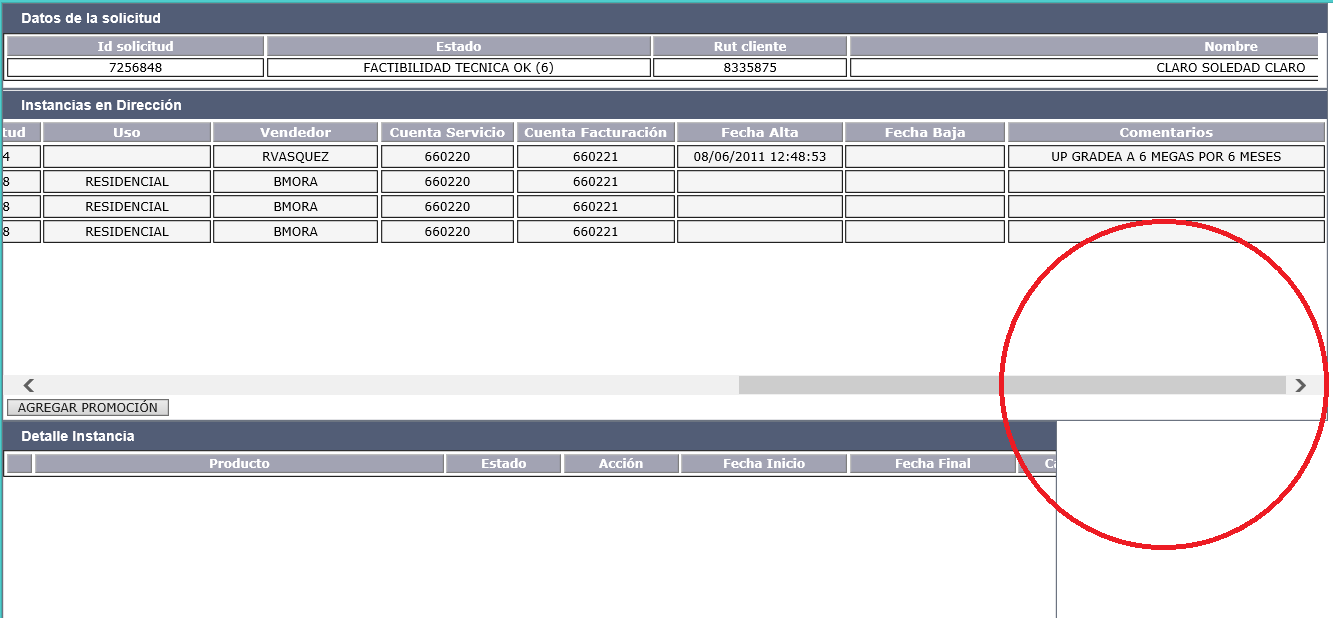 Datos de la solicitud
Id solicitud Estado Rut cliente Nombre
7256848 FACTIBILIDAD TECNICA OK (6) 8335875 CLARO SOLEDAD CLARO
Instancias en Dirección
tud Uso Vendedor Cuenta Servicio Cuenta Facturación Fecha Alta Fecha Baja Comentarios
4 RVASQUEZ 660220 660221 08/06/2011 12:48:53 UP GRADEA A 6 MEGAS POR 6 MESES
8 RESIDENCIAL BMORA 660220 660221
8 RESIDENCIAL BMORA 660220 660221
8 RESIDENCIAL BMORA 660220 660221
AGREGAR PROMOCIÓN
Detalle Instancia
Producto Estado Acción Fecha Inicio Fecha Final